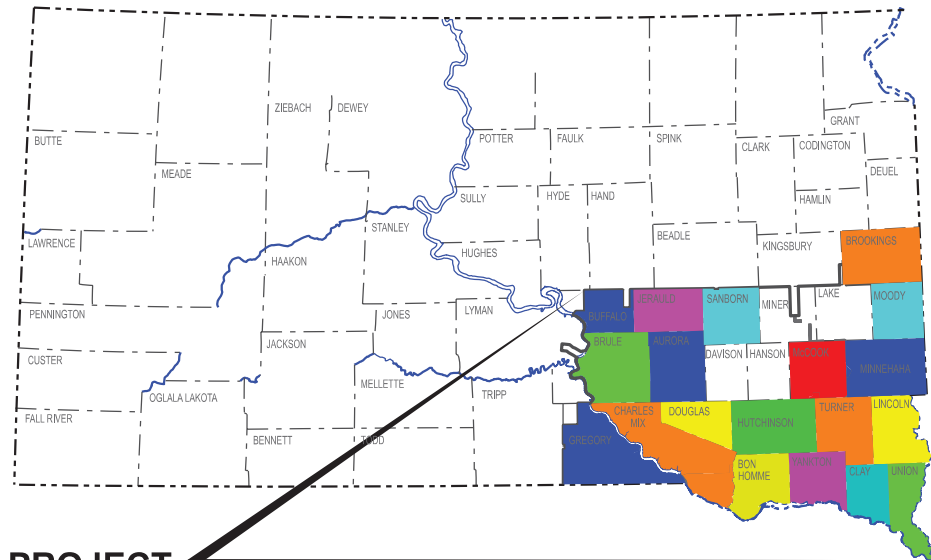 ZIEBACH
DEWEY
GRANT
BUTTE
POTTER
FAULK
SPINK
CLARK
CODINGTON
MEADE
DEUEL
SULLY
HYDE
HAND
HAMLIN
LAWRENCE
STANLEY
BEADLE
KINGSBURY
BROOKINGS
HAAKON
HUGHES
PENNINGTON
JONES
LYMAN
BUFFALO
JERAULD
SANBORN
MINER
LAKE
MOODY
JACKSON
BRULE
AURORA
DAVISON
HANSON
McCOOK
MINNEHAHA
CUSTER
OGLALA LAKOTA
MELLETTE
TRIPP
FALL RIVER
CHARLES
MIX
DOUGLAS
HUTCHINSON
TURNER
LINCOLN
BENNETT
TODD
GREGORY
BON
HOMME
YANKTON
CLAY
UNION
PROJECT